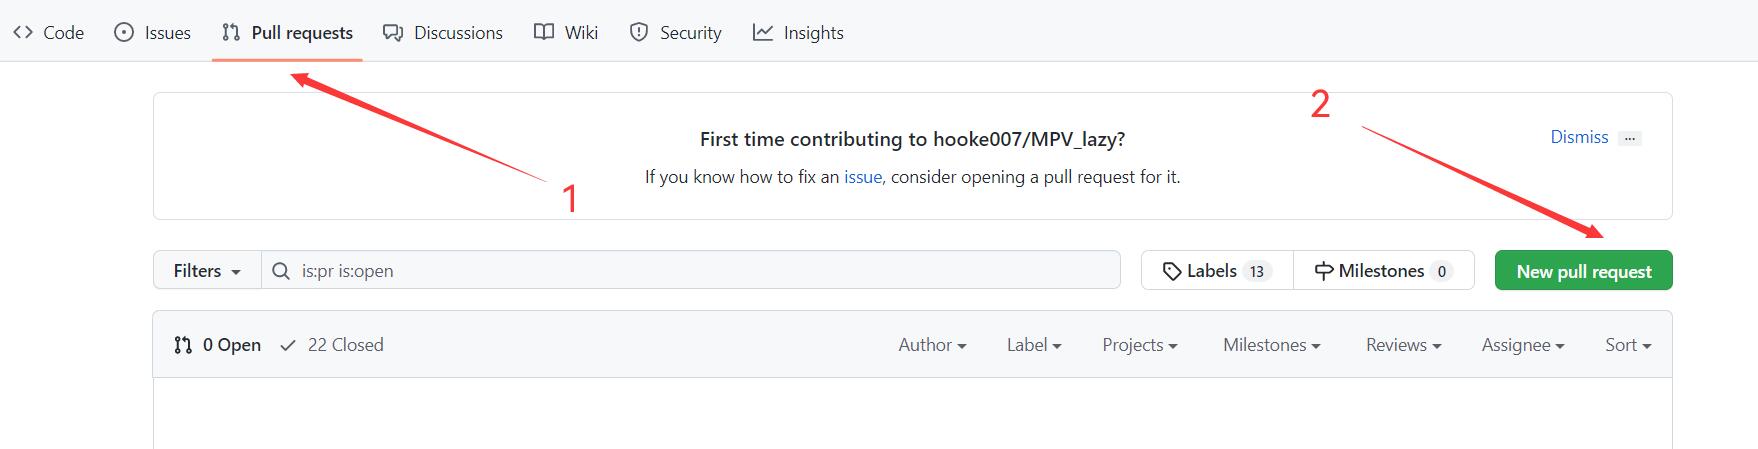 Code Issues Pull requests Discussions Wiki Security Insights
First time contributing to hooke007/MPV_lazy?
Dismiss ...
If you know how to fix an issue, consider opening a pull request for it.
1
2
Filters is:pr is:open Labels 13 Milestones 0 New pull request
0 Open 22 Closed Author Label Projects Milestones Reviews Assignee Sort